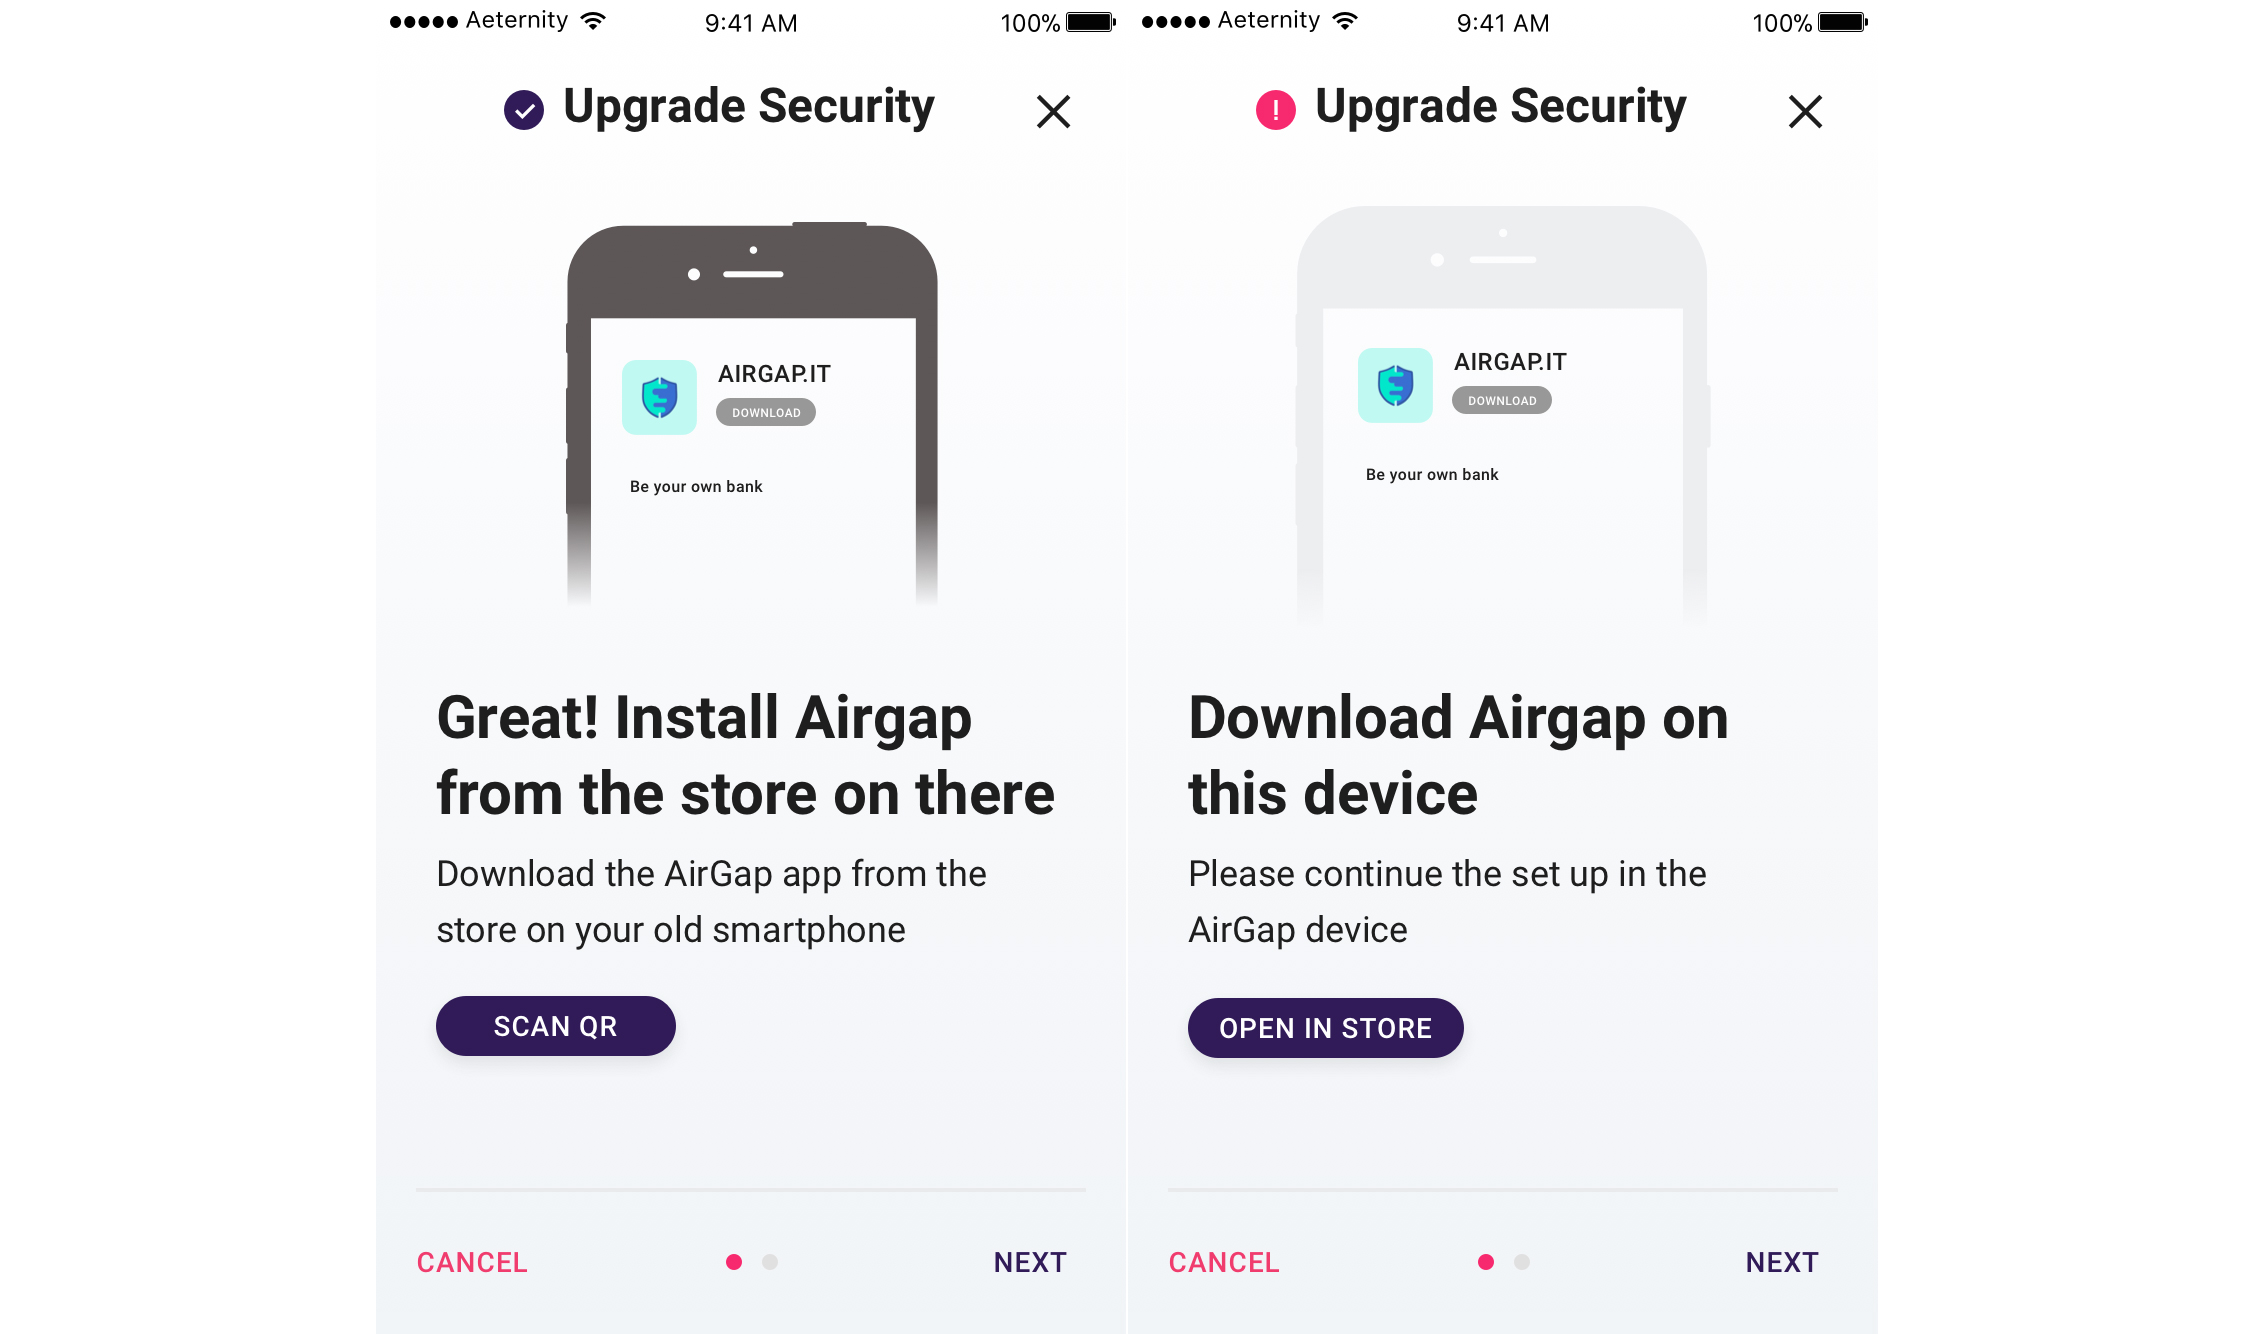 Aeternity 9:41 AM 100%
Upgrade Security
AIRGAP.IT
DOWNLOAD
Be your own bank
Great! Install Airgap
from the store on there
Download the AirGap app from the
store on your old smartphone
SCAN QR
CANCEL NEXT
Aeternity 9:41 AM 100%
! Upgrade Security
AIRGAP.IT
DOWNLOAD
Be your own bank
Download Airgap on
this device
Please continue the set up in the
AirGap device
OPEN IN STORE
CANCEL NEXT